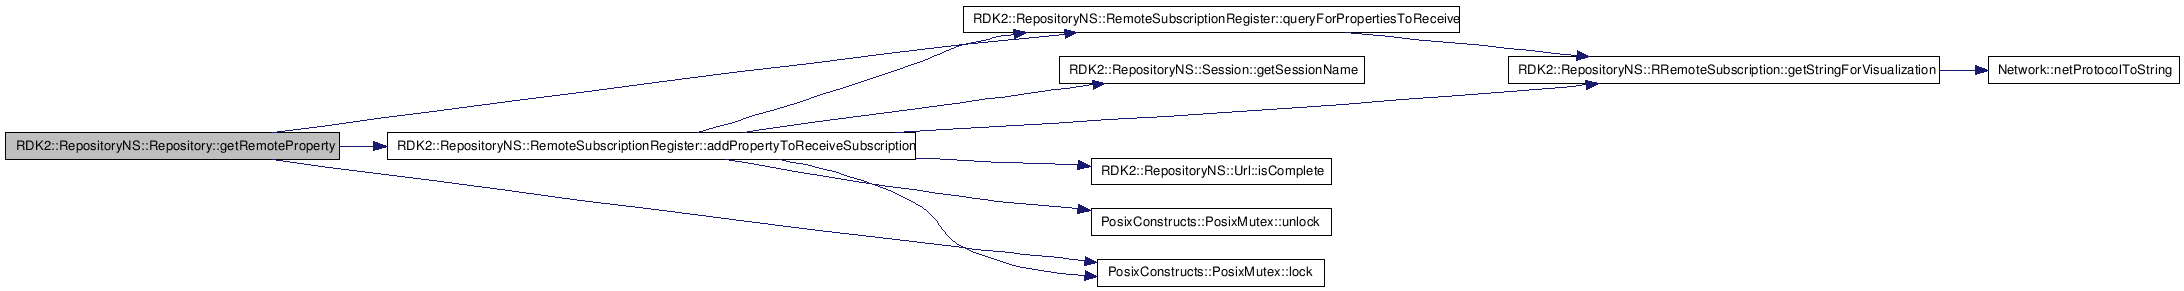 RDK2::RepositoryNS::RemoteSubscriptionRegister::queryForPropertiesToReceive
RDK2::RepositoryNS::Session::getSessionName
RDK2::RepositoryNS::RRemoteSubscription::getStringForVisualization
Network::netProtocolToString
RDK2::RepositoryNS::Repository::getRemoteProperty
RDK2::RepositoryNS::RemoteSubscriptionRegister::addPropertyToReceiveSubscription
RDK2::RepositoryNS::Url::isComplete
PosixConstructs::PosixMutex::unlock
PosixConstructs::PosixMutex::lock